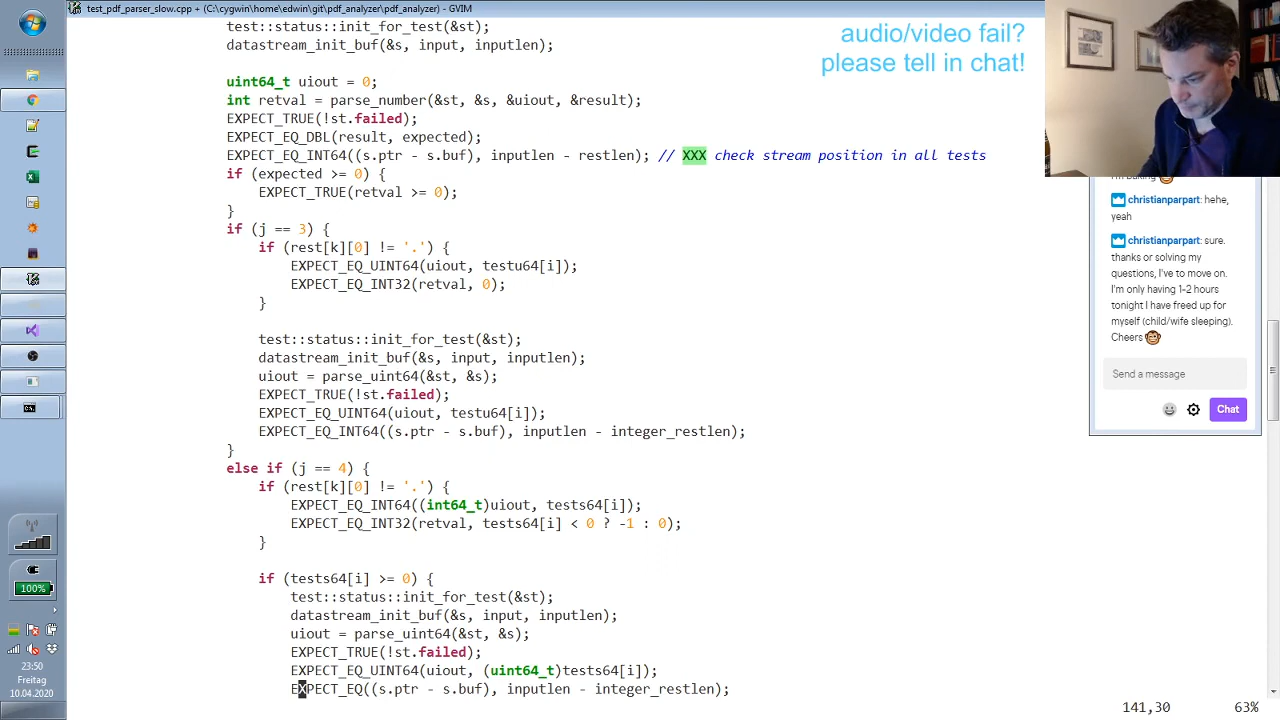 test_pdf_parser_slow.cpp + (C:\cygwin\home\edwin\git\pdf_analyzer\pdf_analyzer) - GVIM
test::status::init_for_test(&st);
datastream_init_buf(&s, input, inputlen);
uint64_t uiout = 0;
int retval = parse_number(&st, &s, &uiout, &result);
EXPECT_TRUE(!st.failed);
EXPECT_EQ_DBL(result, expected);
EXPECT_EQ_INT64((s.ptr - s.buf), inputlen - restlen); // XXX check stream position in all tests
if (expected >= 0) {
EXPECT_TRUE(retval >= 0);
}
if (j == 3) {
if (rest[k][0] != '.') {
EXPECT_EQ_UINT64(uiout, testu64[i]);
EXPECT_EQ_INT32(retval, 0);
}
test::status::init_for_test(&st);
datastream_init_buf(&s, input, inputlen);
uiout = parse_uint64(&st, &s);
EXPECT_TRUE(!st.failed);
EXPECT_EQ_UINT64(uiout, testu64[i]);
EXPECT_EQ_INT64((s.ptr - s.buf), inputlen - integer_restlen);
}
else if (j == 4) {
if (rest[k][0] != '.') {
EXPECT_EQ_INT64((int64_t)uiout, tests64[i]);
EXPECT_EQ_INT32(retval, tests64[i] < 0 ? -1 : 0);
}
if (tests64[i] >= 0) {
test::status::init_for_test(&st);
datastream_init_buf(&s, input, inputlen);
uiout = parse_uint64(&st, &s);
EXPECT_TRUE(!st.failed);
EXPECT_EQ_UINT64(uiout, (uint64_t)tests64[i]);
EXPECT_EQ((s.ptr - s.buf), inputlen - integer_restlen);
141,30 63%
audio/video fail?
please tell in chat!
christianparpart: hehe,
yeah
christianparpart: sure.
thanks or solving my
questions, I've to move on.
I'm only having 1-2 hours
tonight I have freed up for
myself (child/wife sleeping).
Cheers
Send a message
Chat
100%
23:50
Freitag
10.04.2020